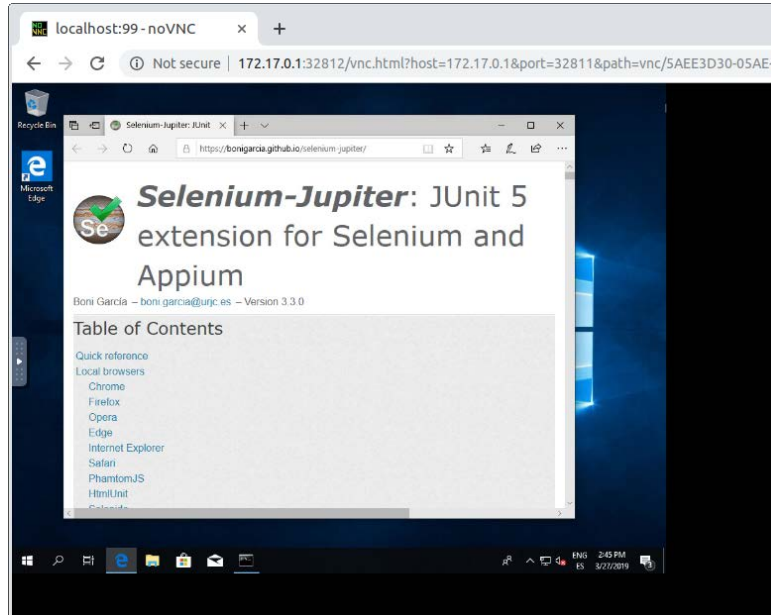 NO
VNC
localhost:99 - noVNC
Not secure | 172.17.0.1:32812/vnc.html?host=172.17.0.1&port=32811&path=vnc/5AEE3D30-05AE-
Recycle Bin
Selenium-Jupiter: JUnit
https://bonigarcia.github.io/selenium-jupiter/
Microsoft
Edge
Se
Selenium-Jupiter: JUnit 5
extension for Selenium and
Appium
Boni García – boni.garcia@urjc.es – Version 3.3.0
Table of Contents
Quick reference
Local browsers
Chrome
Firefox
Opera
Edge
Internet Explorer
Safari
PhantomJS
HtmlUnit
Selenide
ENG 2:45 PM
ES 3/27/2019